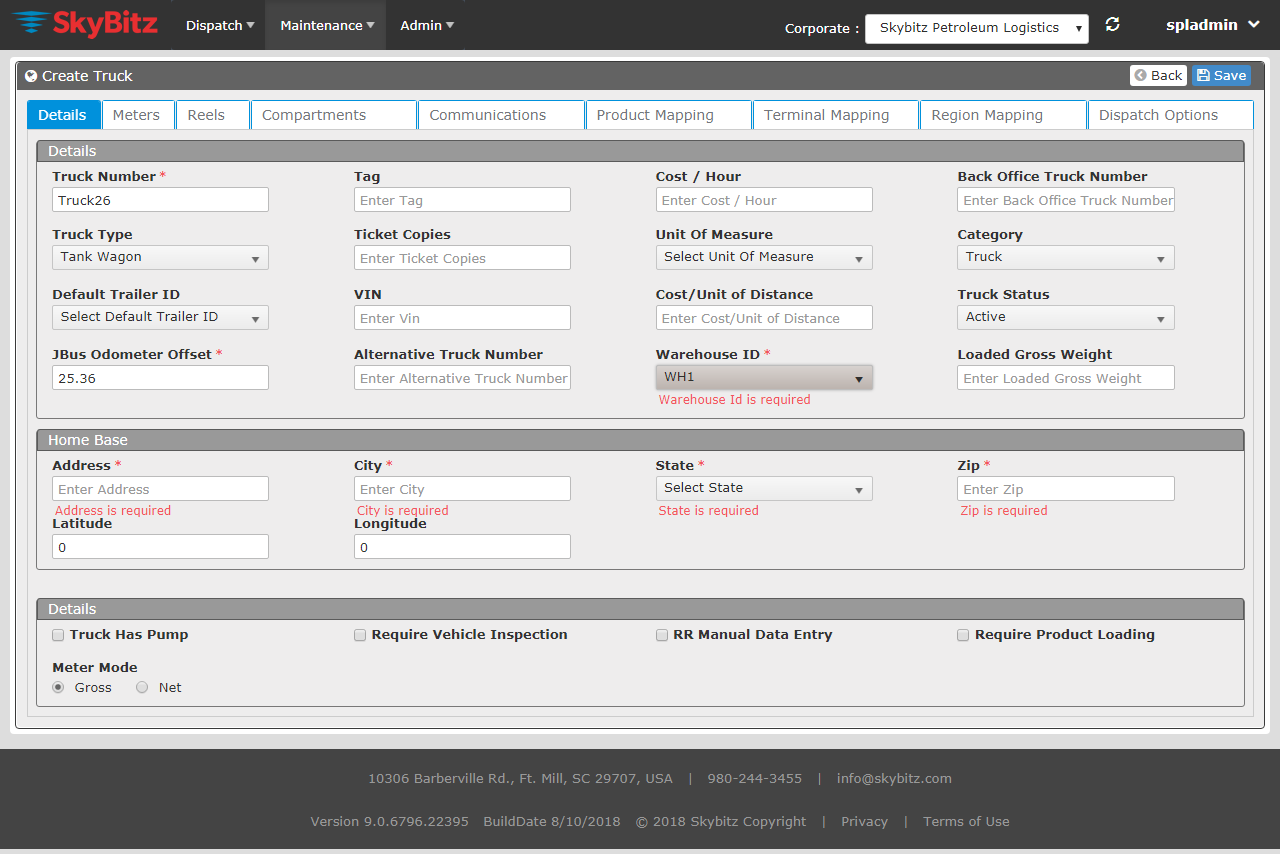 SkyBitz Dispatch Maintenance Admin Corporate : Skybitz Petroleum Logistics spladmin
Create Truck Back Save
Details Meters Reels Compartments Communications Product Mapping Terminal Mapping Region Mapping Dispatch Options
Details
Truck Number * Tag Cost / Hour Back Office Truck Number
Truck26 Enter Tag Enter Cost / Hour Enter Back Office Truck Number
Truck Type Ticket Copies Unit Of Measure Category
Tank Wagon Enter Ticket Copies Select Unit Of Measure Truck
Default Trailer ID VIN Cost/Unit of Distance Truck Status
Select Default Trailer ID Enter Vin Enter Cost/Unit of Distance Active
JBus Odometer Offset * Alternative Truck Number Warehouse ID * Loaded Gross Weight
25.36 Enter Alternative Truck Number WH1 Enter Loaded Gross Weight
Warehouse Id is required
Home Base
Address * City * State * Zip *
Enter Address Enter City Select State Enter Zip
Address is required City is required State is required Zip is required
Latitude Longitude
0 0
Details
Truck Has Pump Require Vehicle Inspection RR Manual Data Entry Require Product Loading
Meter Mode
Gross Net
10306 Barberville Rd., Ft. Mill, SC 29707, USA | 980-244-3455 | info@skybitz.com
Version 9.0.6796.22395 BuildDate 8/10/2018 © 2018 Skybitz Copyright | Privacy | Terms of Use